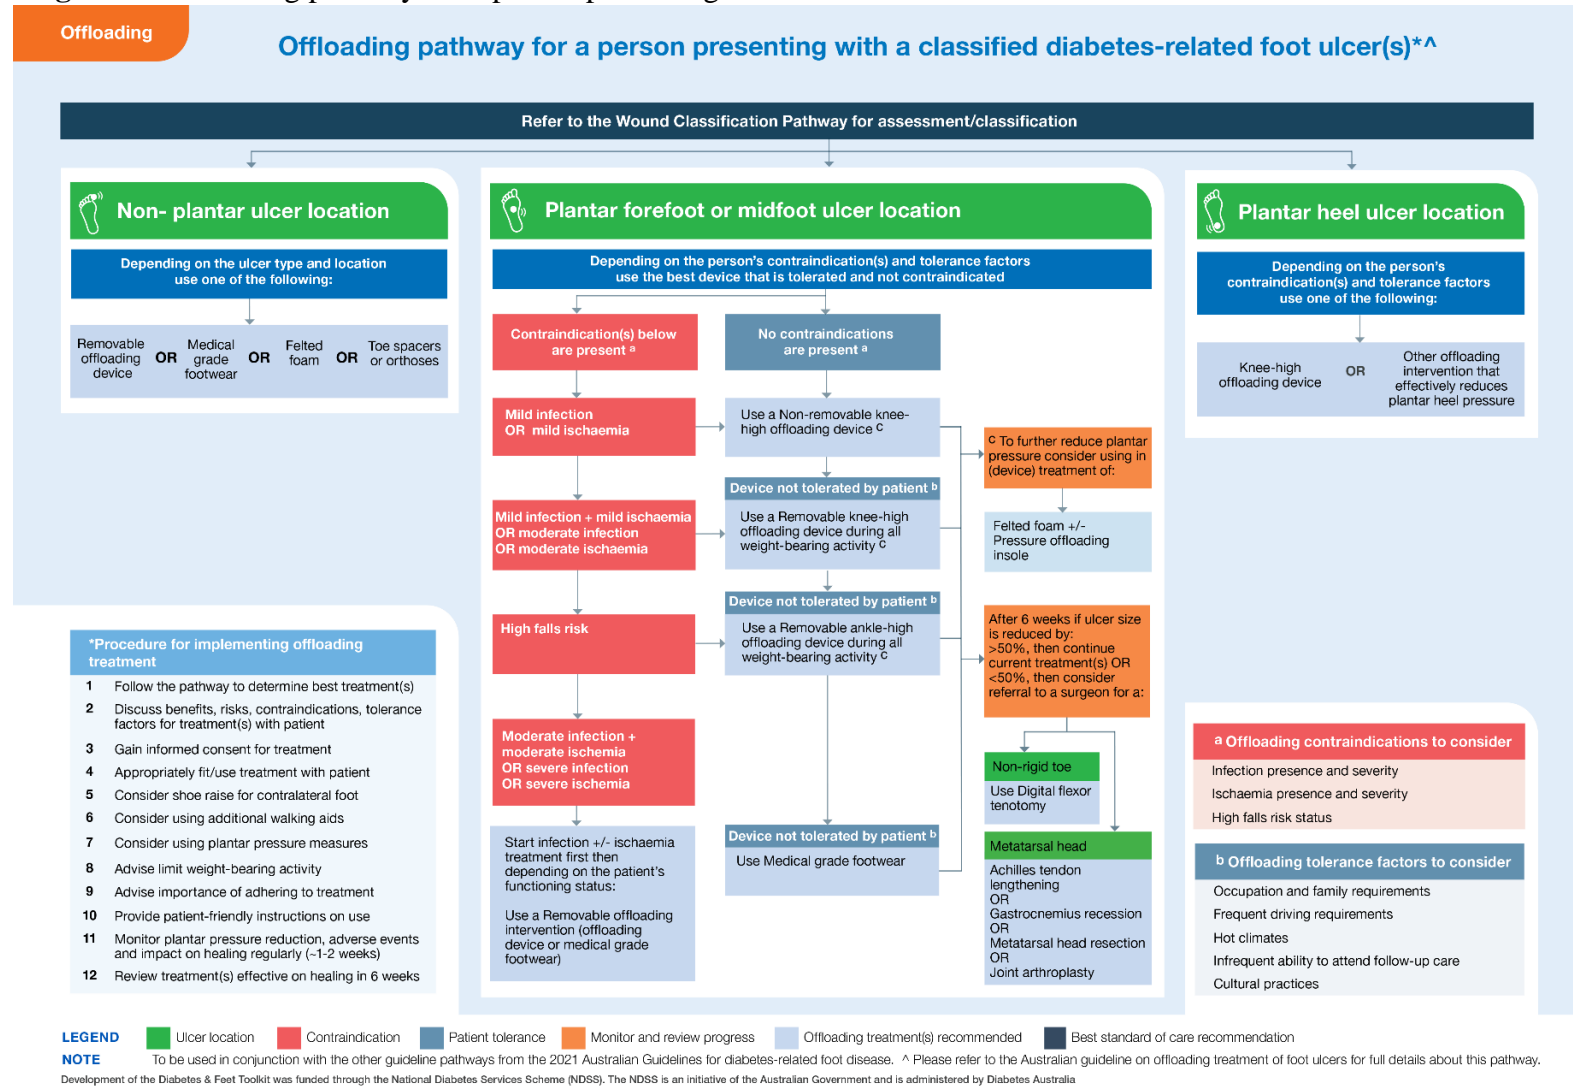 Offloading
Offloading pathway for a person presenting with a classified diabetes-related foot ulcer(s)*^
Refer to the Wound Classification Pathway for assessment/classification
Non- plantar ulcer location
Depending on the ulcer type and location
use one of the following:
Removable
offloading
device
OR
Medical
grade
footwear
OR
Felted
foam
OR
Toe spacers
or orthoses
Plantar forefoot or midfoot ulcer location
Depending on the person's contraindication(s) and tolerance factors
use the best device that is tolerated and not contraindicated
Contraindication(s) below
are present a
No contraindications
are present a
Mild infection
OR mild ischaemia
Use a Non-removable knee-
high offloading device C
Device not tolerated by patient b
Mild infection + mild ischaemia
OR moderate infection
OR moderate ischaemia
Use a Removable knee-high
offloading device during all
weight-bearing activity C
Device not tolerated by patient b
High falls risk
Use a Removable ankle-high
offloading device during all
weight-bearing activity C
Moderate infection +
moderate ischemia
OR severe infection
OR severe ischemia
Start infection +/- ischaemia
treatment first then
depending on the patient's
functioning status:
Use a Removable offloading
intervention (offloading
device or medical grade
footwear)
Device not tolerated by patient b
Use Medical grade footwear
C To further reduce plantar
pressure consider using in
(device) treatment of:
Felted foam +/-
Pressure offloading
insole
After 6 weeks if ulcer size
is reduced by:
>50%, then continue
current treatment(s) OR
<50%, then consider
referral to a surgeon for a:
Non-rigid toe
Use Digital flexor
tenotomy
Metatarsal head
Achilles tendon
lengthening
OR
Gastrocnemius recession
OR
Metatarsal head resection
OR
Joint arthroplasty
Plantar heel ulcer location
Depending on the person's
contraindication(s) and tolerance factors
use one of the following:
Knee-high
offloading device
OR
Other offloading
intervention that
effectively reduces
plantar heel pressure
*Procedure for implementing offloading
treatment
1 Follow the pathway to determine best treatment(s)
2 Discuss benefits, risks, contraindications, tolerance
factors for treatment(s) with patient
3 Gain informed consent for treatment
4 Appropriately fit/use treatment with patient
5 Consider shoe raise for contralateral foot
6 Consider using additional walking aids
7 Consider using plantar pressure measures
8 Advise limit weight-bearing activity
9 Advise importance of adhering to treatment
10 Provide patient-friendly instructions on use
11 Monitor plantar pressure reduction, adverse events
and impact on healing regularly (~1-2 weeks)
12 Review treatment(s) effective on healing in 6 weeks
a Offloading contraindications to consider
Infection presence and severity
Ischaemia presence and severity
High falls risk status
b Offloading tolerance factors to consider
Occupation and family requirements
Frequent driving requirements
Hot climates
Infrequent ability to attend follow-up care
Cultural practices
LEGEND Ulcer location Contraindication Patient tolerance Monitor and review progress Offloading treatment(s) recommended Best standard of care recommendation
NOTE To be used in conjunction with the other guideline pathways from the 2021 Australian Guidelines for diabetes-related foot disease. ^ Please refer to the Australian guideline on offloading treatment of foot ulcers for full details about this pathway.
Development of the Diabetes & Feet Toolkit was funded through the National Diabetes Services Scheme (NDSS). The NDSS is an initiative of the Australian Government and is administered by Diabetes Australia